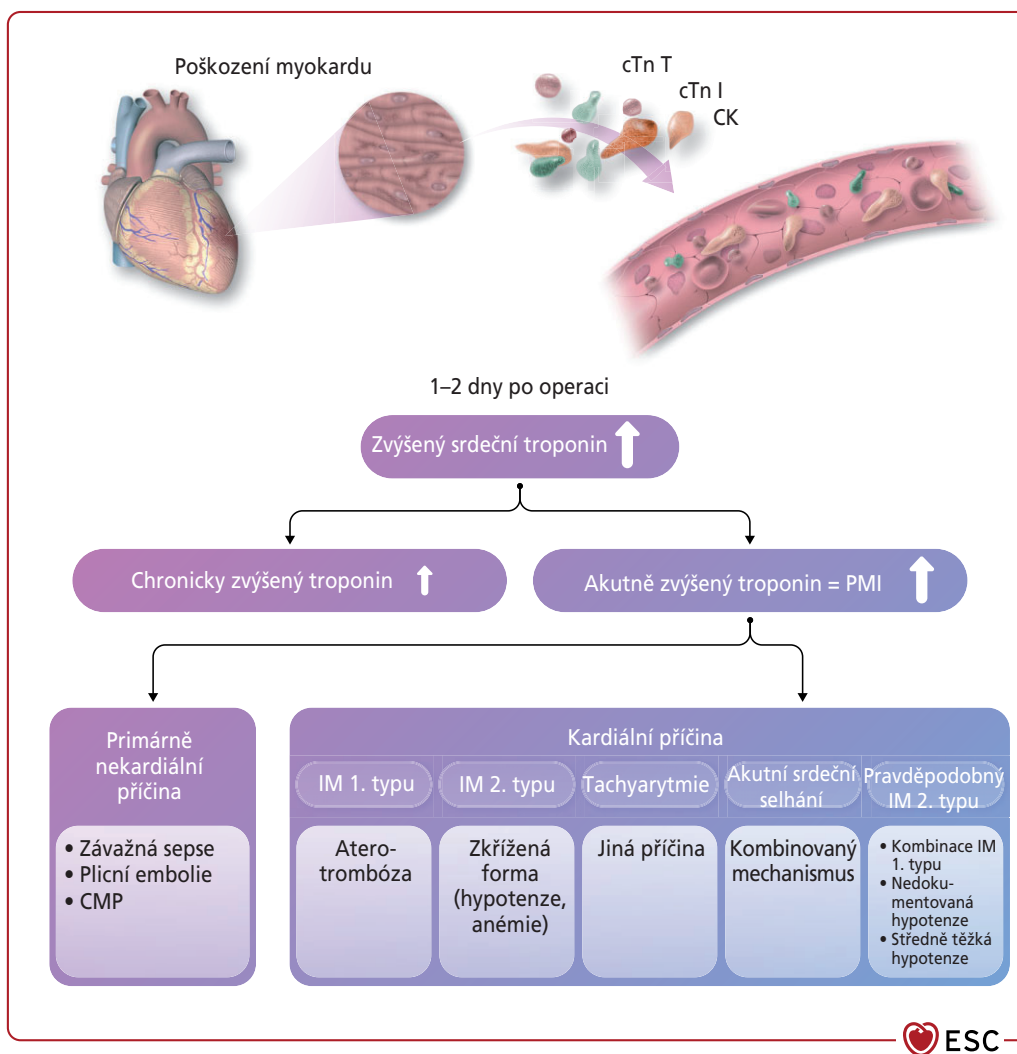 Poškození myokardu
cTn T
cTn I
CK
1–2 dny po operaci
Zvýšený srdeční troponin
Chronicky zvýšený troponin
Akutně zvýšený troponin = PMI
Primárně
nekardiální
příčina
• Závažná sepse
• Plicní embolie
• CMP
Kardiální příčina
IM 1. typu
Atero-
trombóza
IM 2. typu
Zkřížená
forma
(hypotenze,
anémie)
Tachyarytmie
Jiná příčina
Akutní srdeční
selhání
Kombinovaný
mechanismus
Pravděpodobný
IM 2. typu
• Kombinace IM
1. typu
• Nedoku-
mentovaná
hypotenze
• Středně těžká
hypotenze
ESC